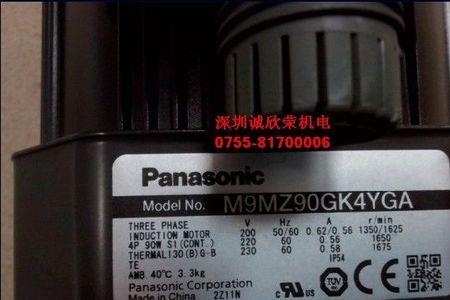 深圳诚欣荣机电
0755-81700006
Panasonic
Model No. M9MZ90GK4YGA
THREE PHASE V Hz A r/min
INDUCTION MOTOR 200 50/60 0.62/0.56 1350/1625
4P 90W S1(CONT.) 220 60 0.56 1650
THERMAL130(B)G-B 230 60 0.58 1675
TE IP54
AMB.40℃ 3.3kg
Panasonic Corporation
Made in China 2Z11N
TÜV